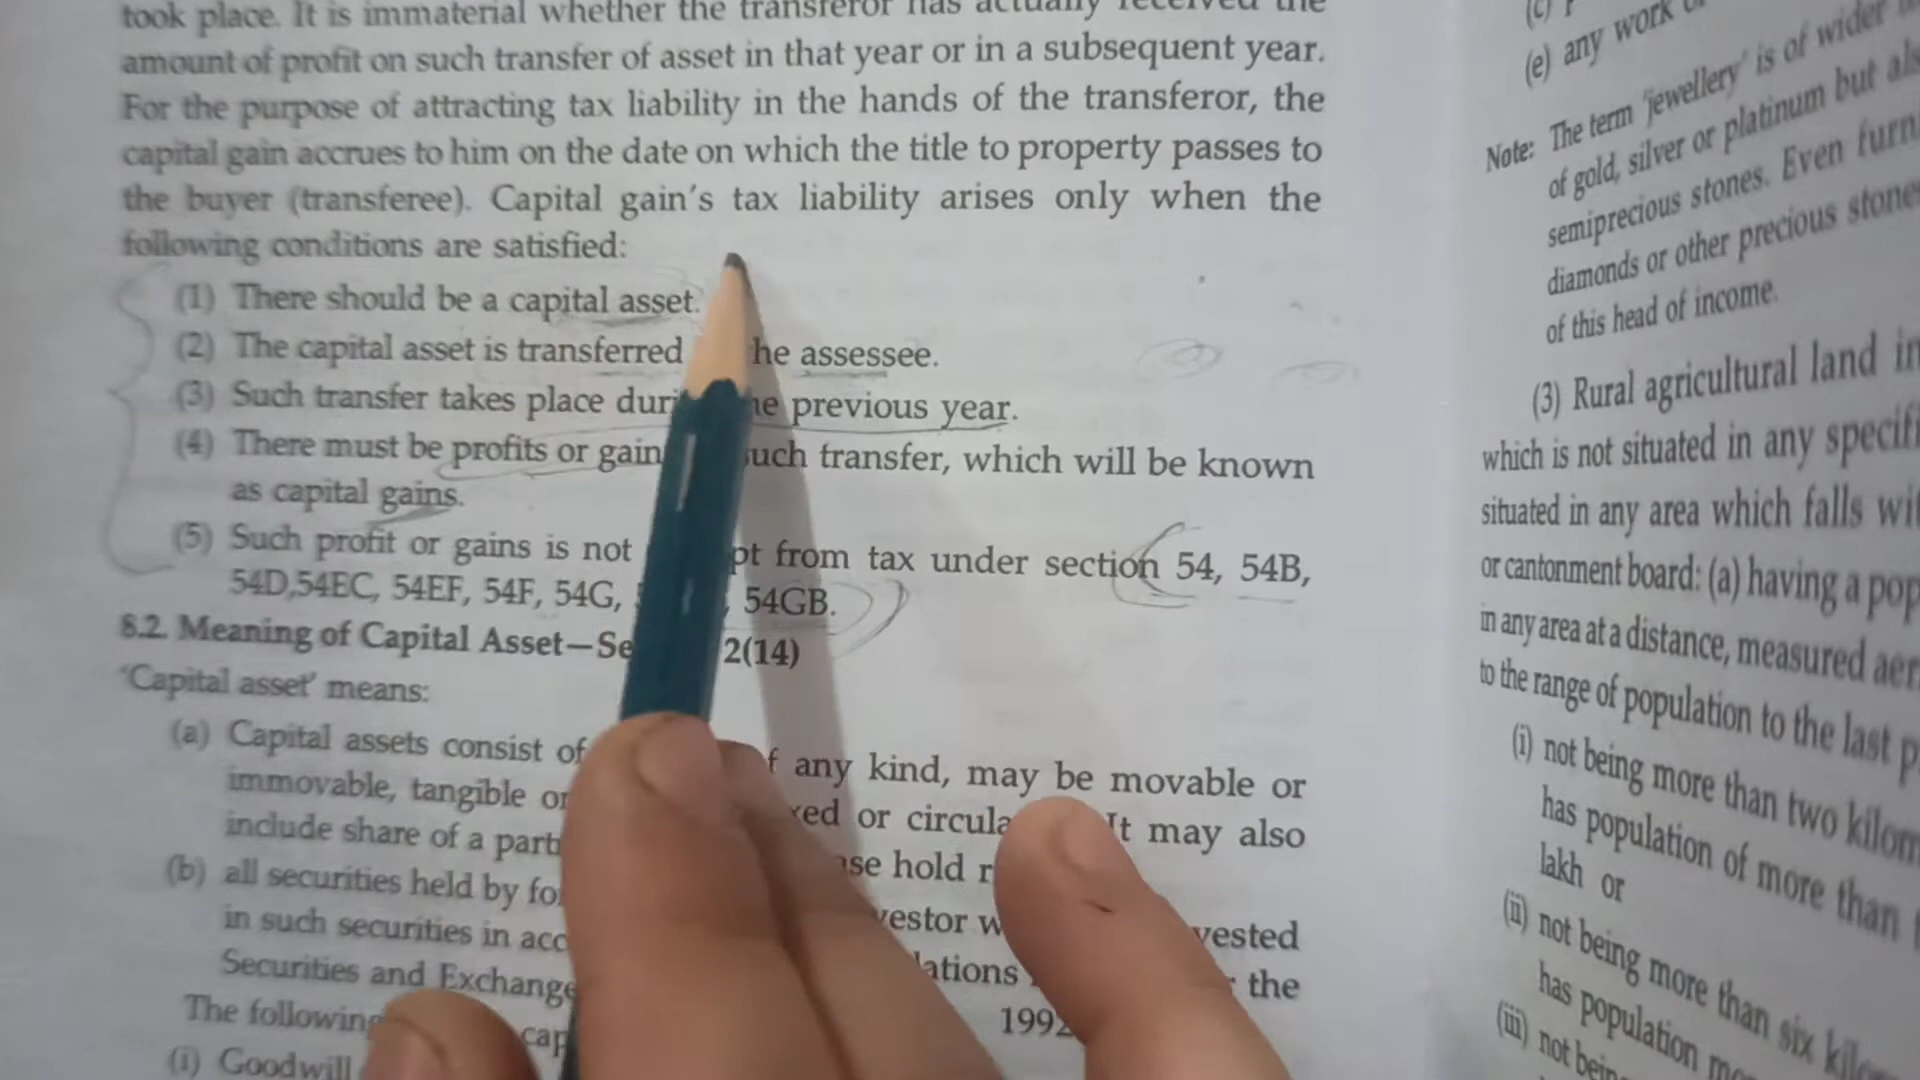 took place. It is immaterial whether the transferor has actually received the
amount of profit on such transfer of asset in that year or in a subsequent year.
For the purpose of attracting tax liability in the hands of the transferor, the
capital gain accrues to him on the date on which the title to property passes to
the buyer (transferee). Capital gain's tax liability arises only when the
following conditions are satisfied:
(1) There should be a capital asset.
(2) The capital asset is transferred he assessee.
(3) Such transfer takes place duri he previous year.
(4) There must be profits or gain uch transfer, which will be known
as capital gains.
(5) Such profit or gains is not pt from tax under section 54, 54B,
54D,54EC, 54EF, 54F, 54G, 54GB.
8.2. Meaning of Capital Asset—Se 2(14)
'Capital asset' means:
(a) Capital assets consist of f any kind, may be movable or
immovable, tangible or xed or circula It may also
include share of a part se hold r
(b) all securities held by fo vestor w vested
in such securities in acc lations the
Securities and Exchange 1992
The following cap
(i) Goodwill
(e) any work
Note: The term 'jewellery' is of wider
of gold, silver or platinum but als
semiprecious stones. Even furn
diamonds or other precious stone
of this head of income.
(3) Rural agricultural land in
which is not situated in any specifi
situated in any area which falls wit
or cantonment board: (a) having a pop
in any area at a distance, measured aer
to the range of population to the last p
(i) not being more than two kilom
has population of more than
lakh or
(ii) not being more than six kilom
has population mo
(iii) not bein